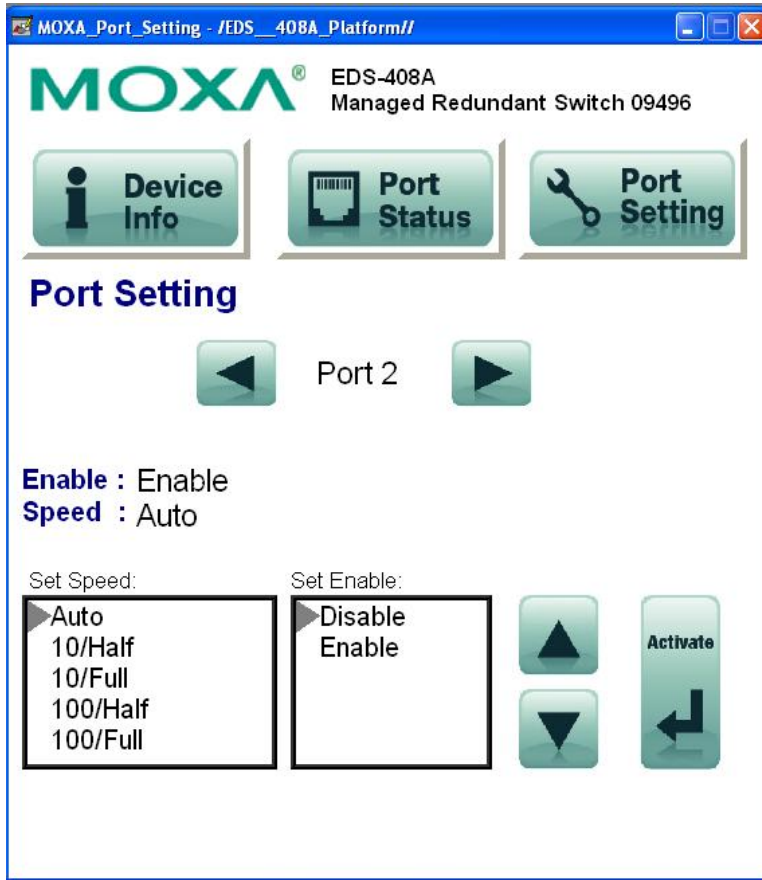 MOXA_Port_Setting - /EDS__408A_Platform//
MOXA®
EDS-408A
Managed Redundant Switch 09496
Device
Info
Port
Status
Port
Setting
Port Setting
Port 2
Enable : Enable
Speed : Auto
Set Speed:
Auto
10/Half
10/Full
100/Half
100/Full
Set Enable:
Disable
Enable
Activate